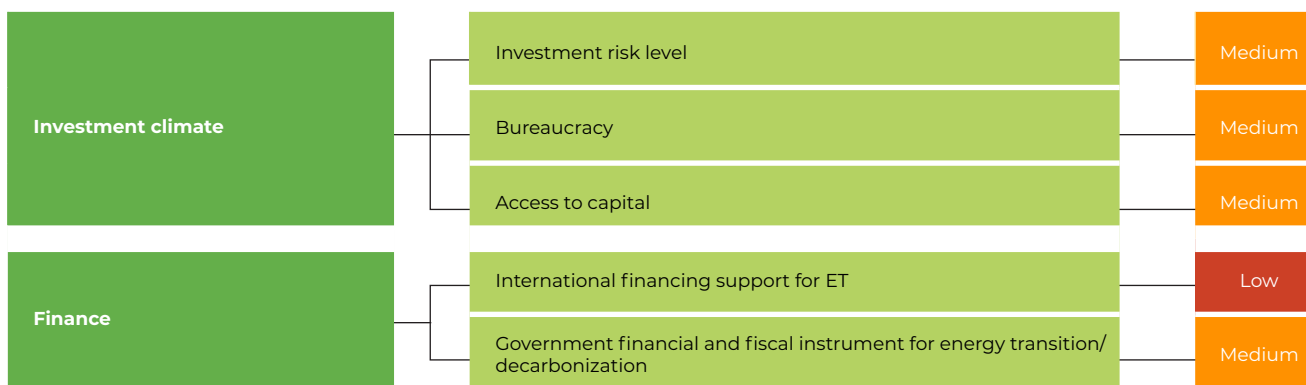 Investment climate
Investment risk level
Medium
Bureaucracy
Medium
Access to capital
Medium
Finance
International financing support for ET
Low
Government financial and fiscal instrument for energy transition/
decarbonization
Medium